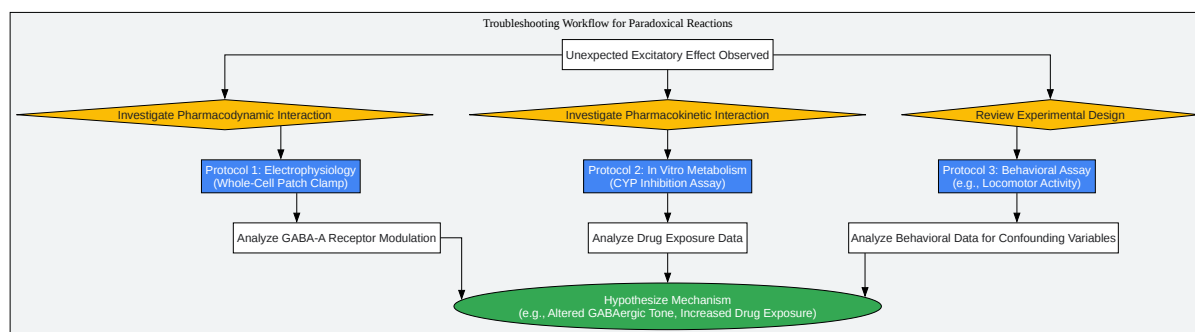 Troubleshooting Workflow for Paradoxical Reactions
Unexpected Excitatory Effect Observed
Investigate Pharmacodynamic Interaction
Investigate Pharmacokinetic Interaction
Review Experimental Design
Protocol 1: Electrophysiology
(Whole-Cell Patch Clamp)
Protocol 2: In Vitro Metabolism
(CYP Inhibition Assay)
Protocol 3: Behavioral Assay
(e.g., Locomotor Activity)
Analyze GABA-A Receptor Modulation
Analyze Drug Exposure Data
Analyze Behavioral Data for Confounding Variables
Hypothesize Mechanism
(e.g., Altered GABAergic Tone, Increased Drug Exposure)